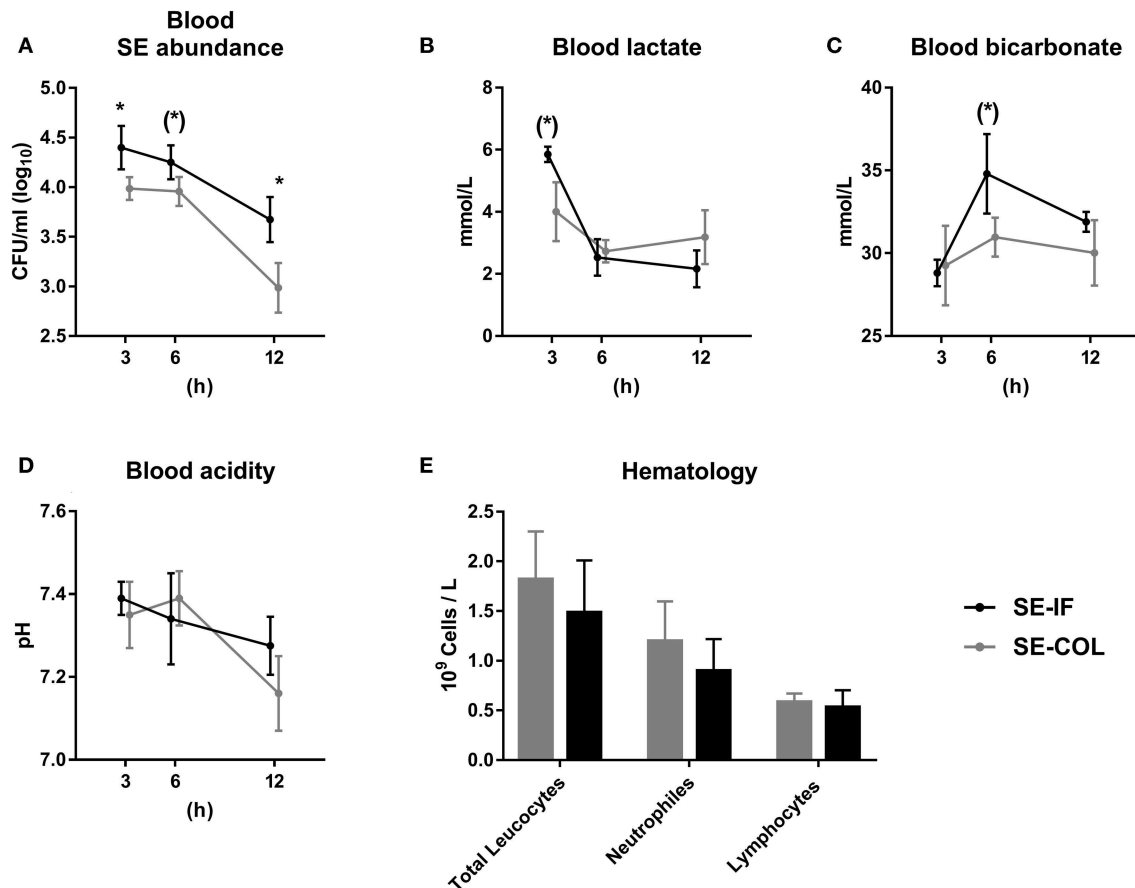 A
Blood
SE abundance
CFU/ml (log10)
5.0
4.5
4.0
3.5
3.0
2.5
*
(*)
*
3 6 12
(h)
B
Blood lactate
mmol/L
8
6
4
2
0
(*)
3 6 12
(h)
C
Blood bicarbonate
mmol/L
40
35
30
25
(*)
3 6 12
(h)
D
Blood acidity
pH
7.6
7.4
7.2
7.0
3 6 12
(h)
E
Hematology
10^9 Cells / L
2.5
2.0
1.5
1.0
0.5
0.0
Total Leucocytes
Neutrophiles
Lymphocytes
SE-IF
SE-COL